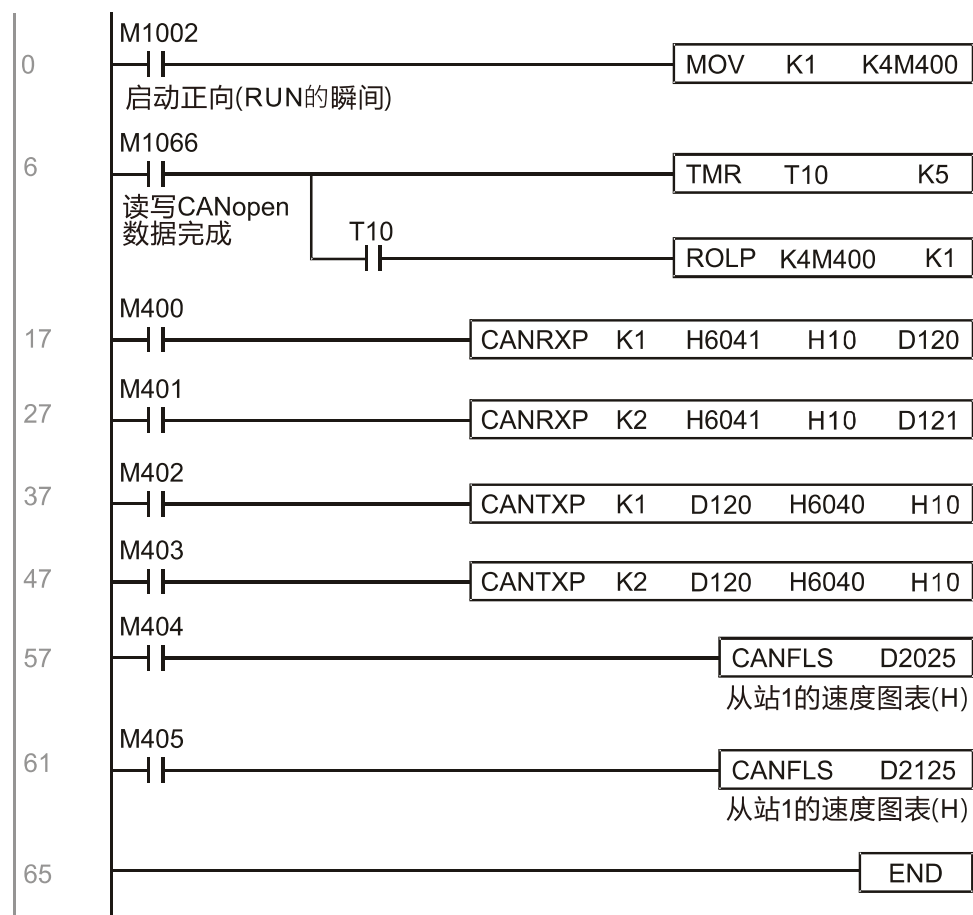 M1002
0 MOV K1 K4M400
启动正向(RUN的瞬间)
M1066
6 TMR T10 K5
读写CANopen
数据完成
T10
ROLP K4M400 K1
M400
17 CANRXP K1 H6041 H10 D120
M401
27 CANRXP K2 H6041 H10 D121
M402
37 CANTXP K1 D120 H6040 H10
M403
47 CANTXP K2 D120 H6040 H10
M404
57 CANFLS D2025
从站1的速度图表(H)
M405
61 CANFLS D2125
从站1的速度图表(H)
65 END